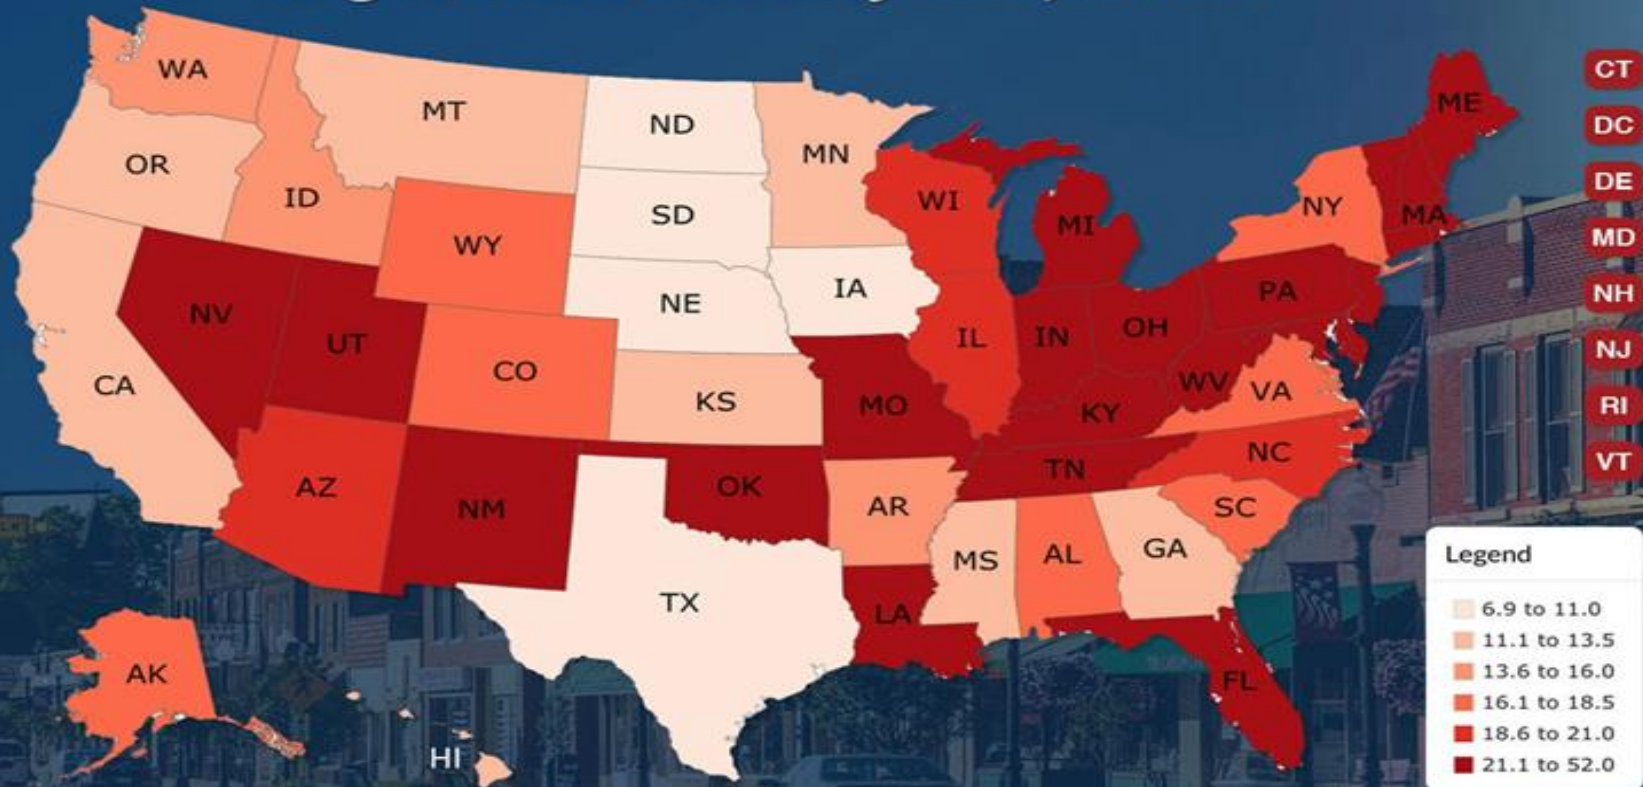 WA
MT
ND
MN
ME
OR
ID
SD
WI
MI
NY
MA
WY
NE
IA
PA
NV
UT
CO
IL
IN
OH
WV
VA
CA
KS
MO
KY
NC
AZ
NM
OK
TN
AR
SC
MS
AL
GA
TX
LA
FL
AK
HI
CT
DC
DE
MD
NH
NJ
RI
VT
Legend
6.9 to 11.0
11.1 to 13.5
13.6 to 16.0
16.1 to 18.5
18.6 to 21.0
21.1 to 52.0